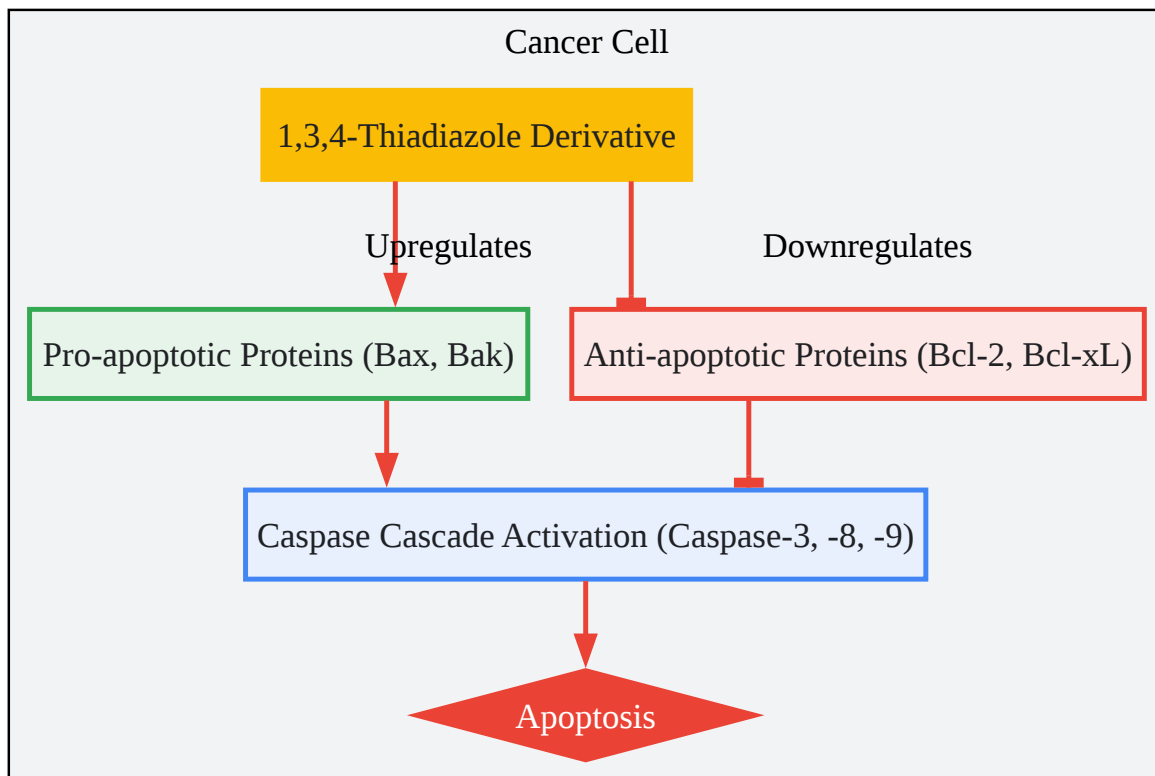 Cancer Cell
1,3,4-Thiadiazole Derivative
Upregulates
Downregulates
Pro-apoptotic Proteins (Bax, Bak)
Anti-apoptotic Proteins (Bcl-2, Bcl-xL)
Caspase Cascade Activation (Caspase-3, -8, -9)
Apoptosis